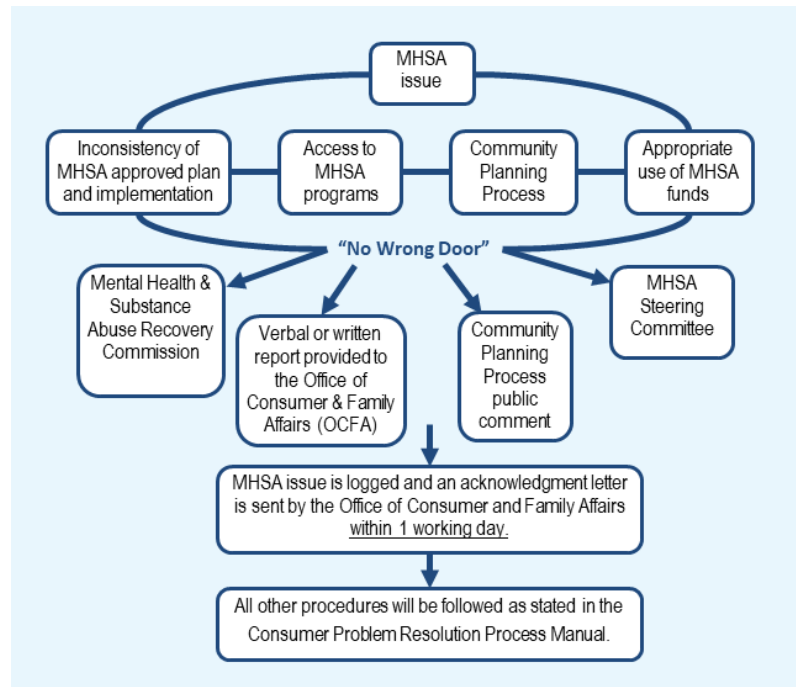 MHSA
issue
Inconsistency of
MHSA approved plan
and implementation
Access to
MHSA
programs
Community
Planning
Process
Appropriate
use of MHSA
funds
“No Wrong Door”
Mental Health &
Substance
Abuse Recovery
Commission
Verbal or written
report provided to
the Office of
Consumer & Family
Affairs (OCFA)
Community
Planning
Process
public
comment
MHSA
Steering
Committee
MHSA issue is logged and an acknowledgment letter
is sent by the Office of Consumer and Family Affairs
within 1 working day.
All other procedures will be followed as stated in the
Consumer Problem Resolution Process Manual.